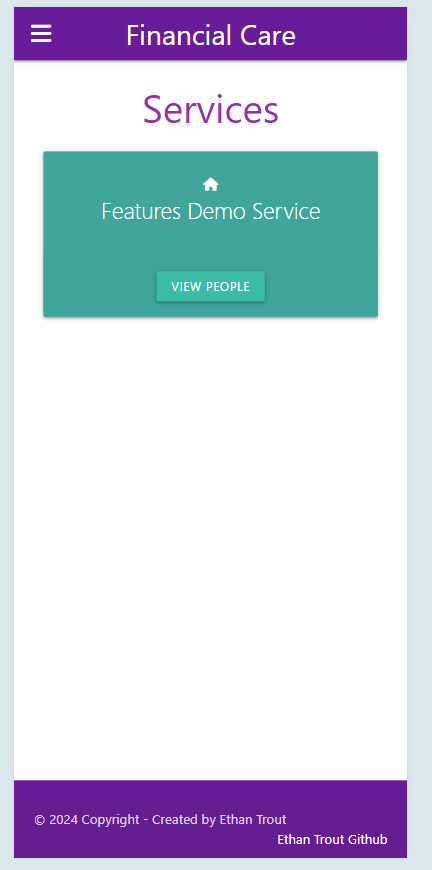 Financial Care
Services
Features Demo Service
VIEW PEOPLE
© 2024 Copyright - Created by Ethan Trout
Ethan Trout Github